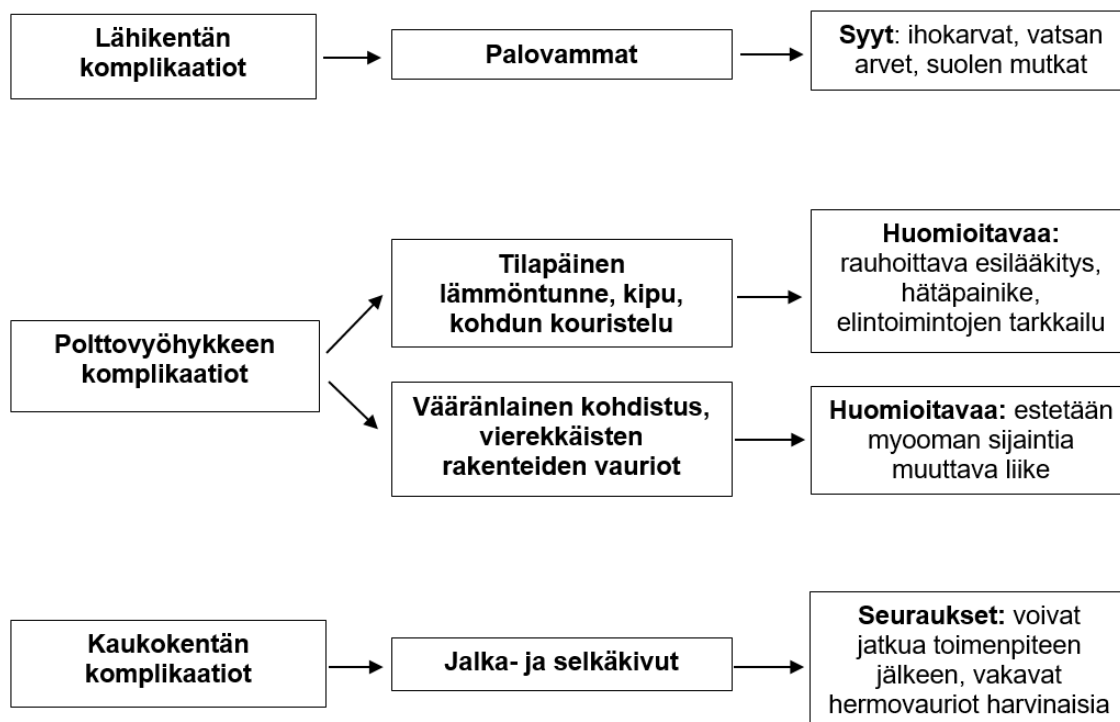 Lähikentän
komplikaatiot
Palovammat
Syyt: ihokarvat, vatsan
arvet, suolen mutkat
Polttovyöhykkeen
komplikaatiot
Tilapäinen
lämmöntunne, kipu,
kohdun kouristelu
Huomioitavaa:
rauhoittava esilääkitys,
hätäpainike,
elintoimintojen tarkkailu
Vääränlainen kohdistus,
vierekkäisten
rakenteiden vauriot
Huomioitavaa: estetään
myooman sijaintia
muuttava liike
Kaukokentän
komplikaatiot
Jalka- ja selkäkivut
Seuraukset: voivat
jatkua toimenpiteen
jälkeen, vakavat
hermovauriot harvinaisia